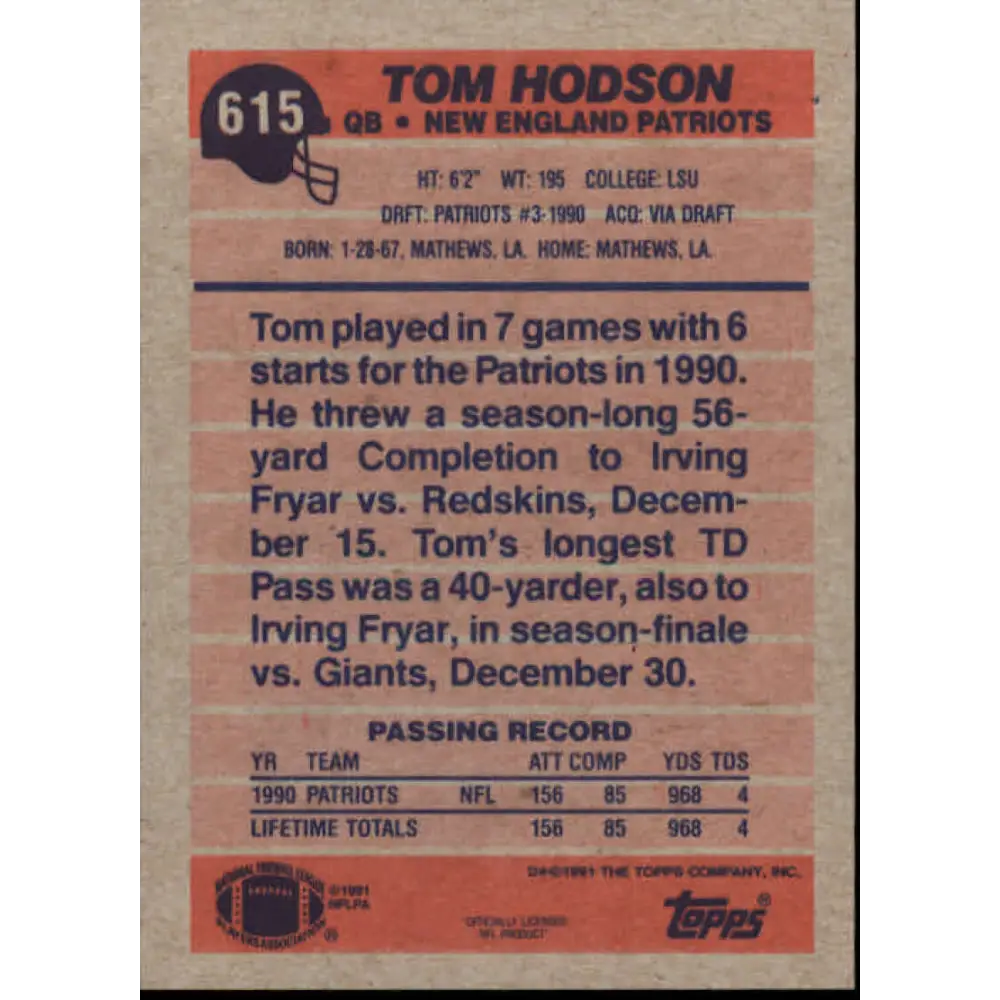 615
TOM HODSON
QB • NEW ENGLAND PATRIOTS
HT: 6'2" WT: 195 COLLEGE: LSU
DRFT: PATRIOTS #3-1990 ACQ: VIA DRAFT
BORN: 1-28-67, MATHEWS, LA. HOME: MATHEWS, LA.
Tom played in 7 games with 6
starts for the Patriots in 1990.
He threw a season-long 56-
yard Completion to Irving
Fryar vs. Redskins, Decem-
ber 15. Tom's longest TD
Pass was a 40-yarder, also to
Irving Fryar, in season-finale
vs. Giants, December 30.
PASSING RECORD
YR TEAM ATT COMP YDS TDS
1990 PATRIOTS NFL 156 85 968 4
LIFETIME TOTALS 156 85 968 4
©1991 THE TOPPS COMPANY, INC.
NATIONAL FOOTBALL LEAGUE
PLAYERS ASSOCIATION ®
©1991
NFLPA
"OFFICIALLY LICENSED
NFL PRODUCT"
TOPPS®